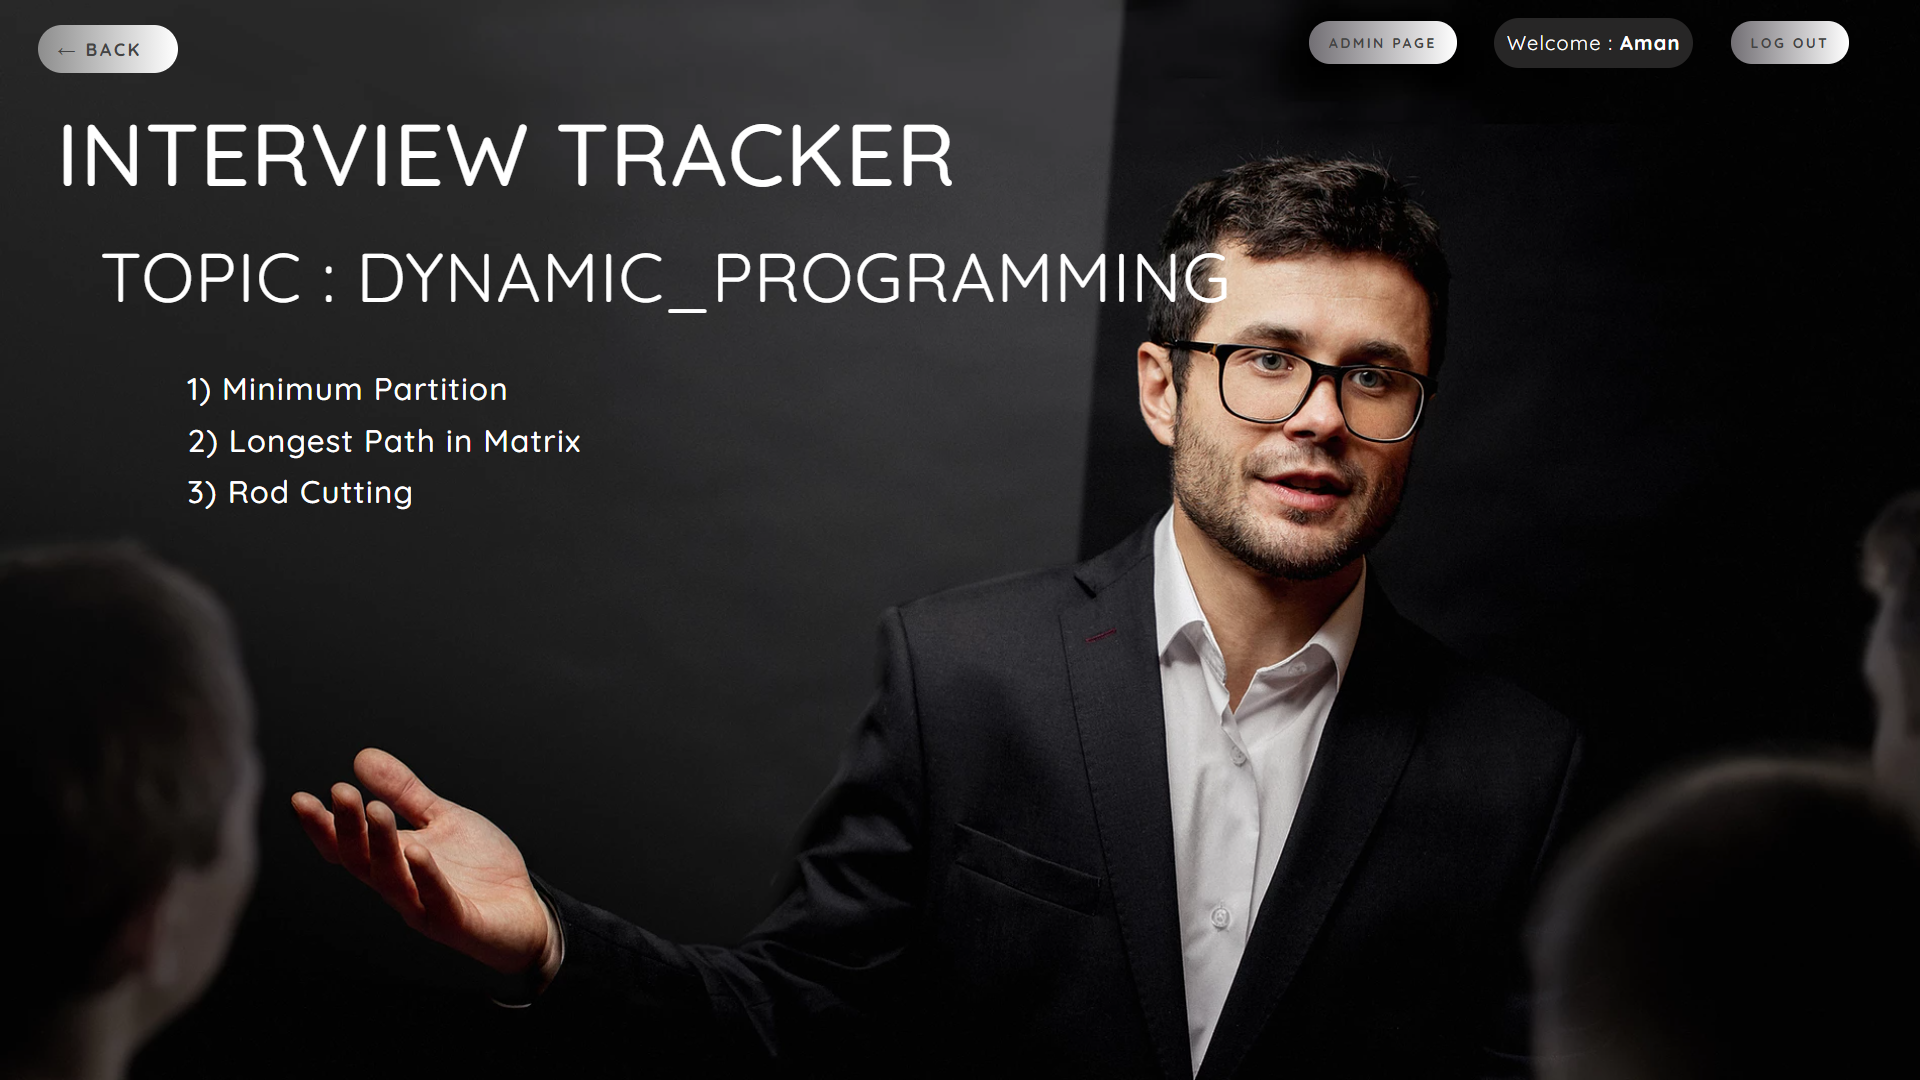 ← BACK
ADMIN PAGE
Welcome : Aman
LOG OUT
INTERVIEW TRACKER
TOPIC : DYNAMIC_PROGRAMMING
1) Minimum Partition
2) Longest Path in Matrix
3) Rod Cutting